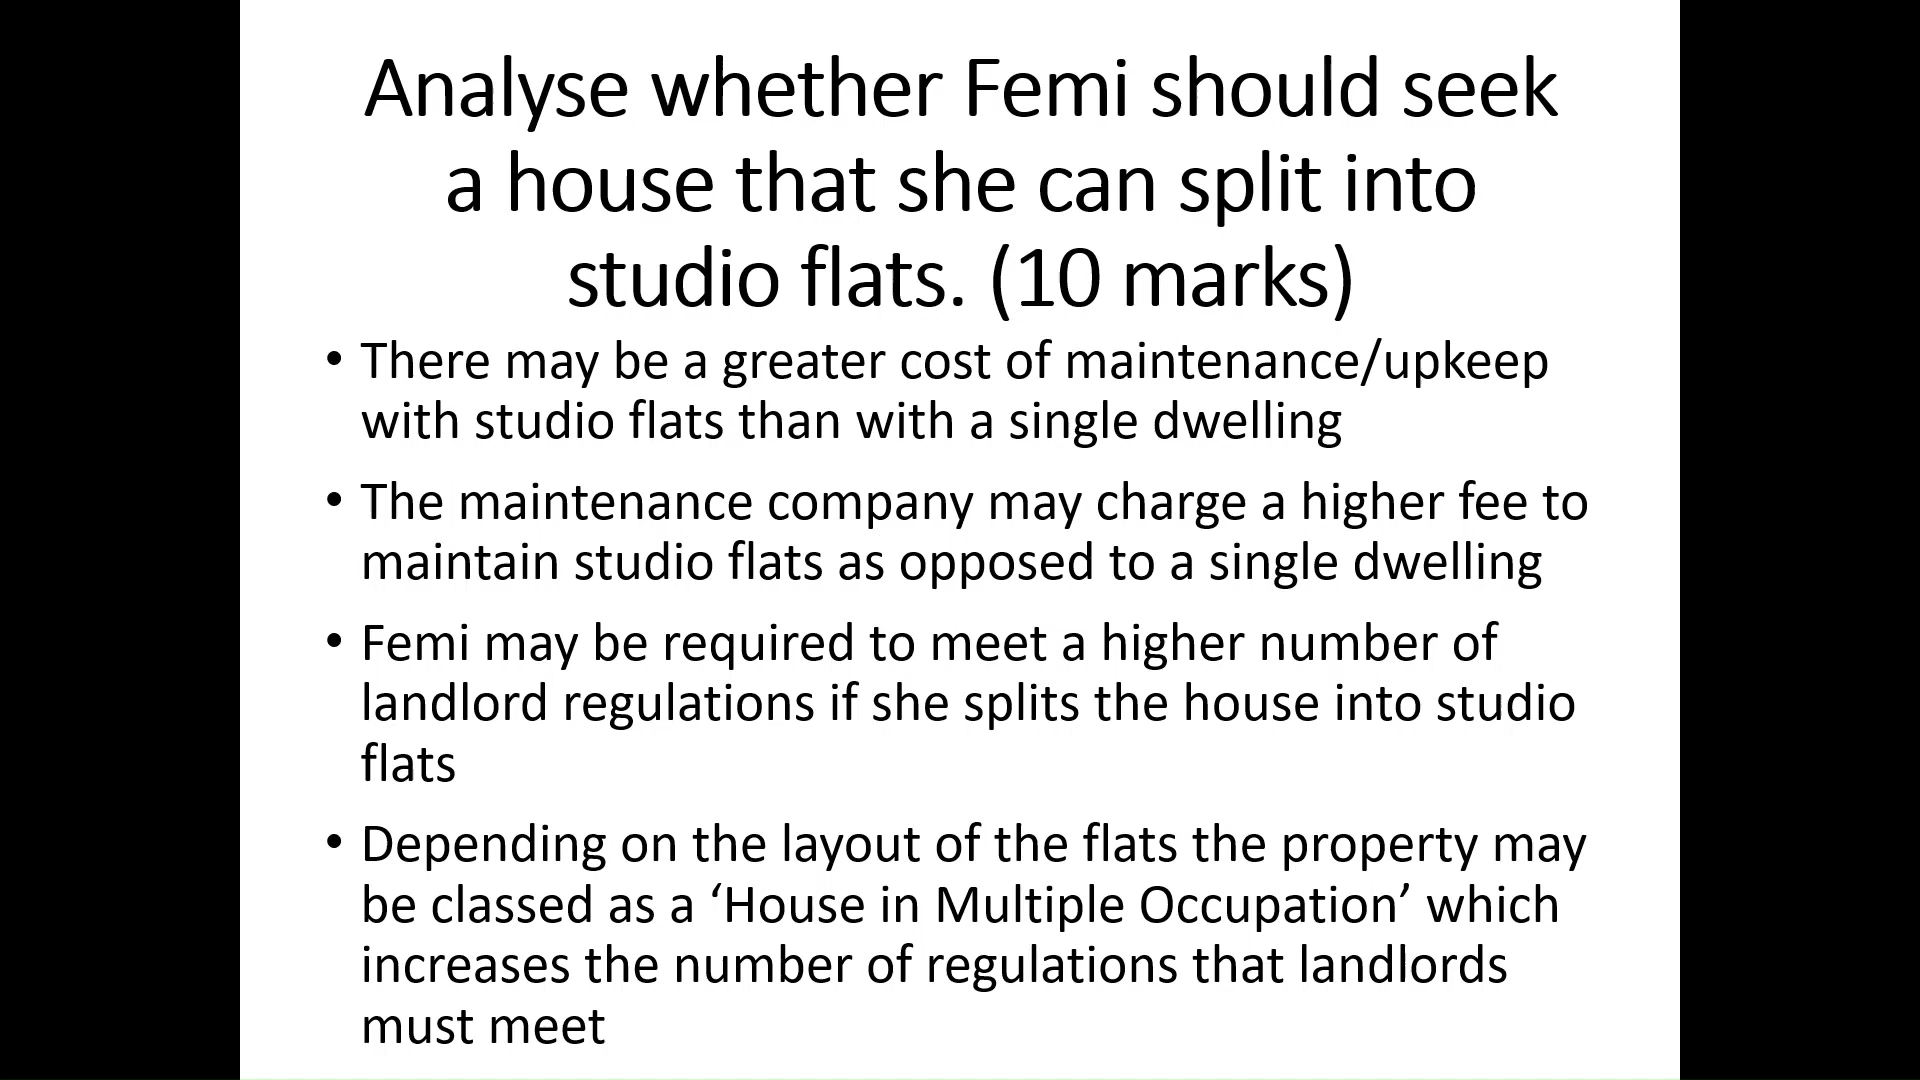 Analyse whether Femi should seek
a house that she can split into
studio flats. (10 marks)
• There may be a greater cost of maintenance/upkeep
with studio flats than with a single dwelling
• The maintenance company may charge a higher fee to
maintain studio flats as opposed to a single dwelling
• Femi may be required to meet a higher number of
landlord regulations if she splits the house into studio
flats
• Depending on the layout of the flats the property may
be classed as a ‘House in Multiple Occupation’ which
increases the number of regulations that landlords
must meet